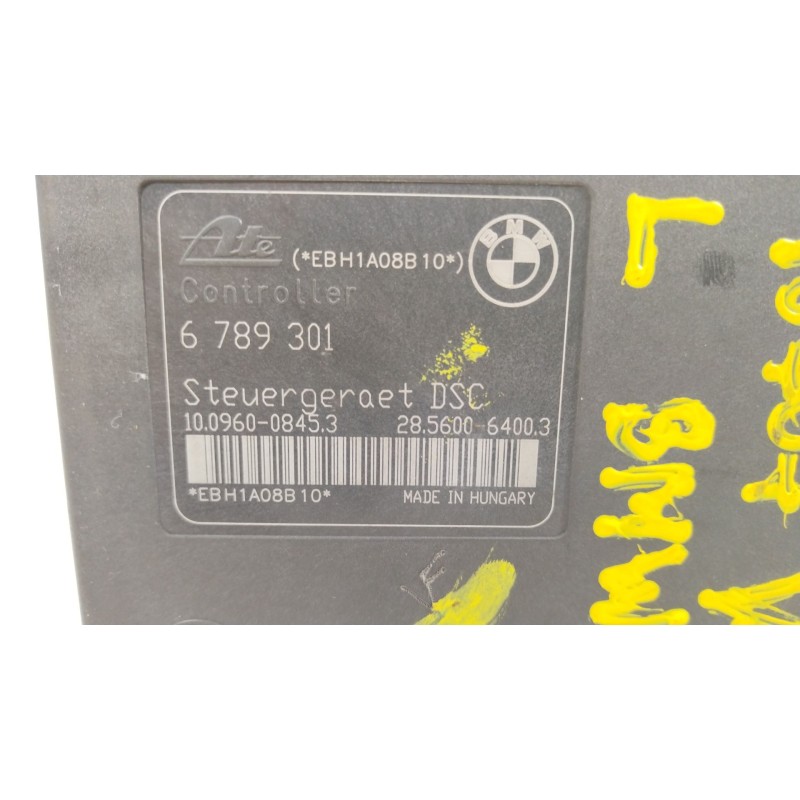 Ate (*EBH1A08B10*) BMW
Controller
6 789 301
Steuergeraet DSC
10.0960-0845.3 28.5600-6400.3
*EBH1A08B10* MADE IN HUNGARY
L
BMW